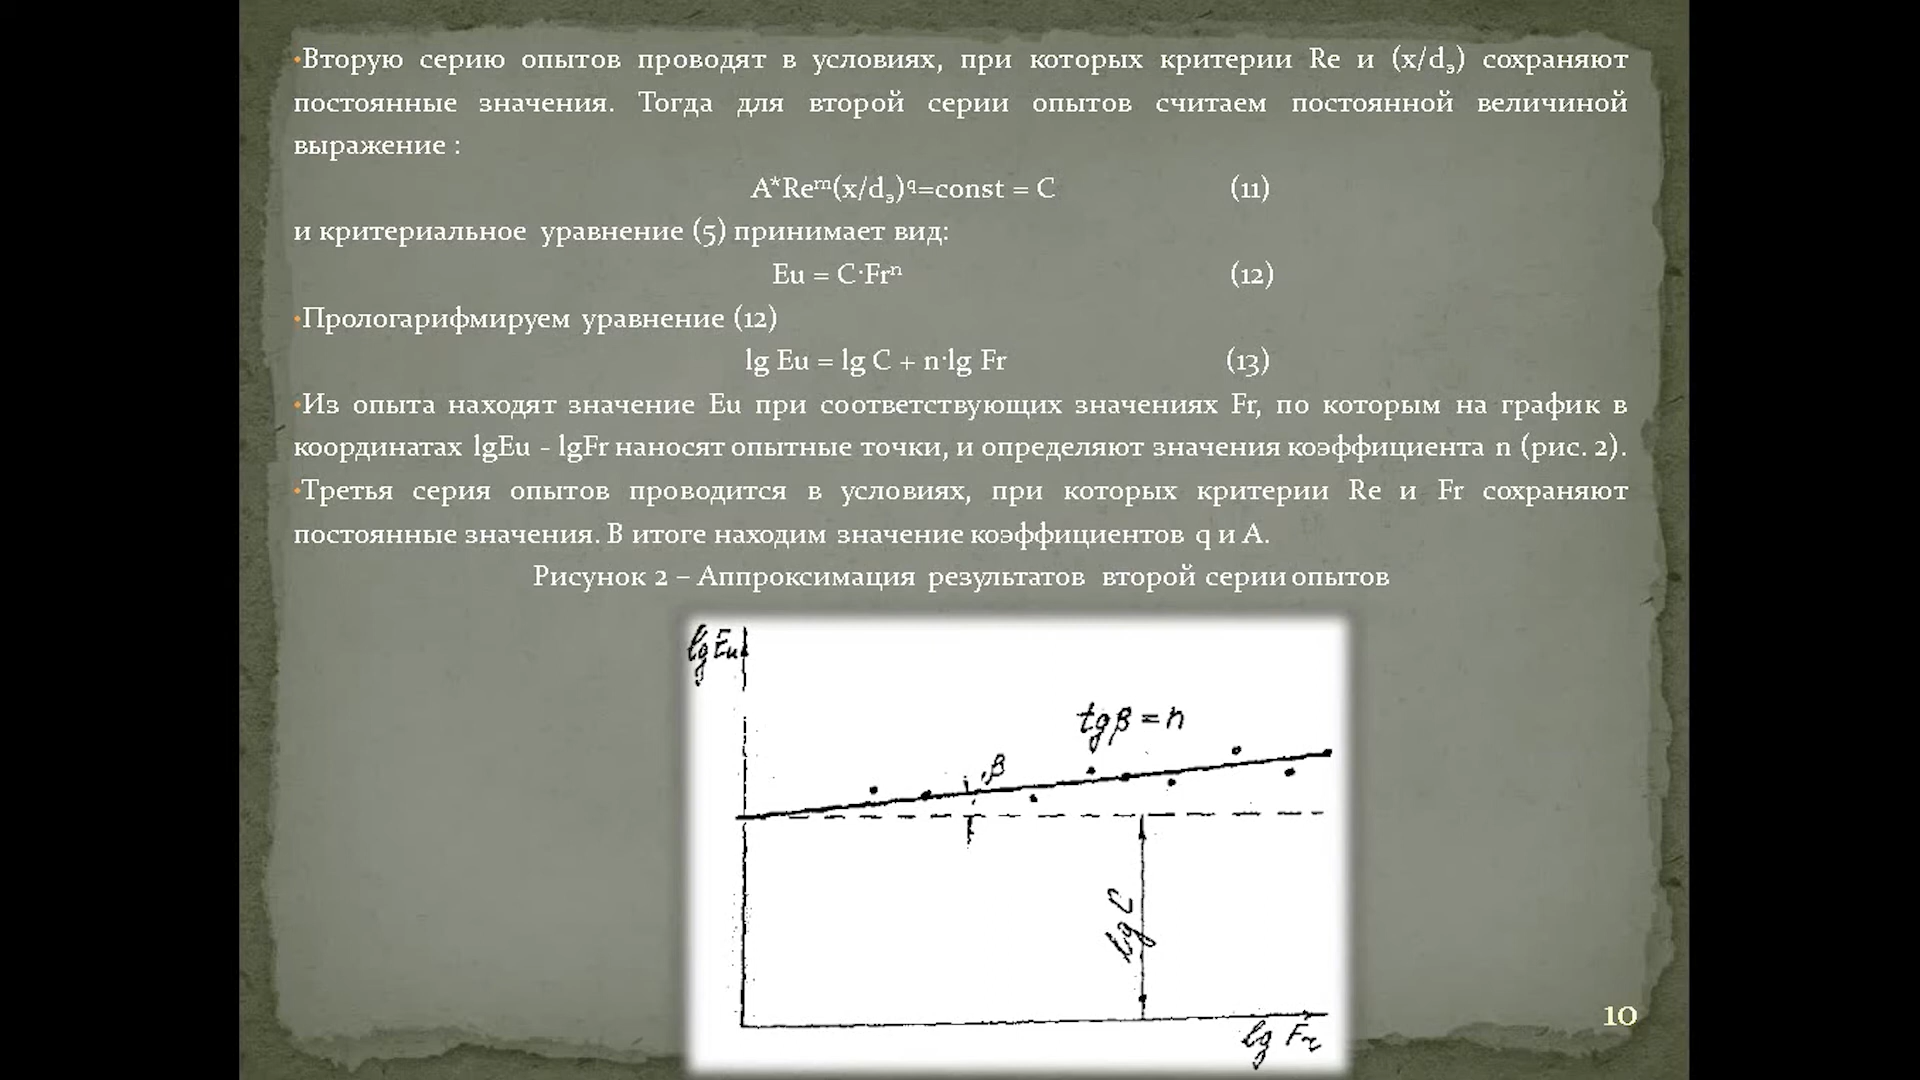 •Вторую серию опытов проводят в условиях, при которых критерии Re и (x/dэ) сохраняют
постоянные значения. Тогда для второй серии опытов считаем постоянной величиной
выражение :
A*Reᵐ(x/dэ)^q=const = C (11)
и критериальное уравнение (5) принимает вид:
Eu = C·Frⁿ (12)
•Прологарифмируем уравнение (12)
lg Eu = lg C + n·lg Fr (13)
•Из опыта находят значение Eu при соответствующих значениях Fr, по которым на график в
координатах lgEu - lgFr наносят опытные точки, и определяют значения коэффициента n (рис. 2).
•Третья серия опытов проводится в условиях, при которых критерии Re и Fr сохраняют
постоянные значения. В итоге находим значение коэффициентов q и A.
Рисунок 2 – Аппроксимация результатов второй серии опытов
lg Eu
tgβ = n
β
lg C
lg Fr
10